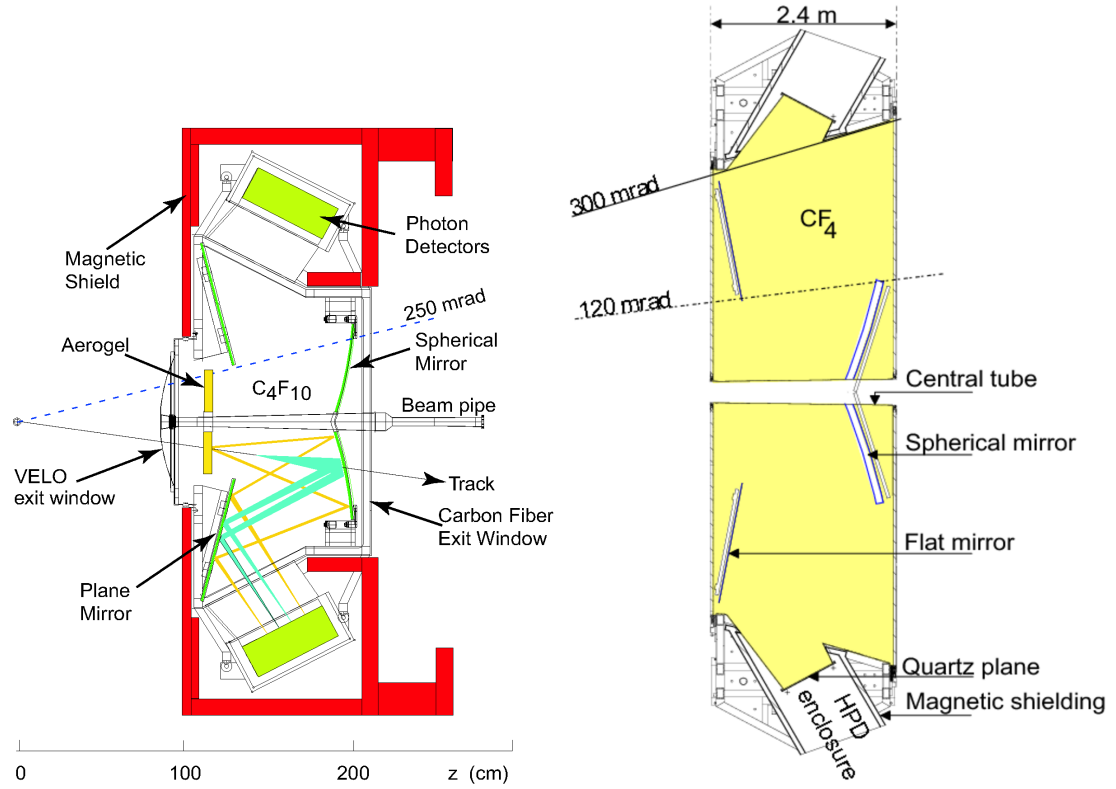 Magnetic
Shield
Photon
Detectors
250 mrad
Aerogel
C4F10
Spherical
Mirror
Beam pipe
VELO
exit window
Track
Carbon Fiber
Exit Window
Plane
Mirror
0 100 200 z (cm)
2.4 m
300 mrad
CF4
120 mrad
Central tube
Spherical mirror
Flat mirror
Quartz plane
Magnetic shielding
HPD
enclosure